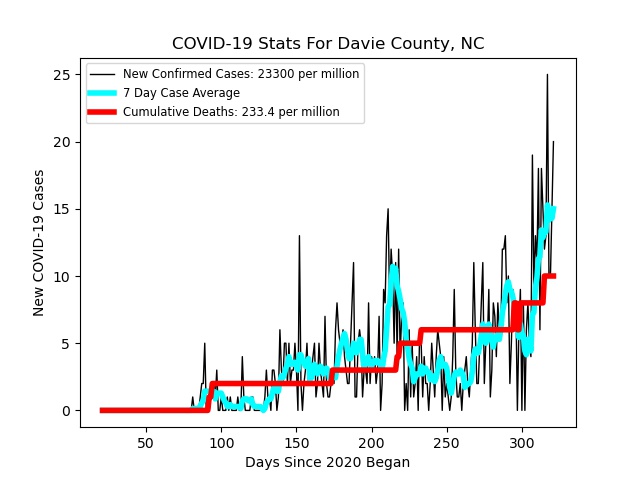 COVID-19 Stats For Davie County, NC
New Confirmed Cases: 23300 per million
7 Day Case Average
Cumulative Deaths: 233.4 per million
New COVID-19 Cases
25
20
15
10
5
0
50 100 150 200 250 300
Days Since 2020 Began